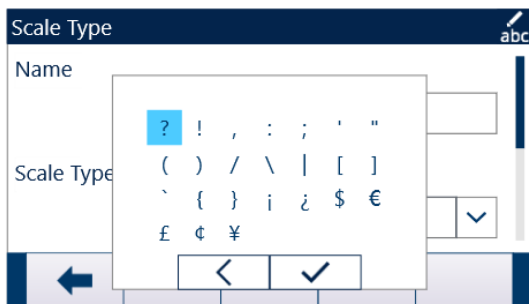 Scale Type
abc
Name
? ! , : ; ' "
( ) / \ | [ ]
Scale Type
` { } ¡ ¿ $ €
£ ¢ ¥